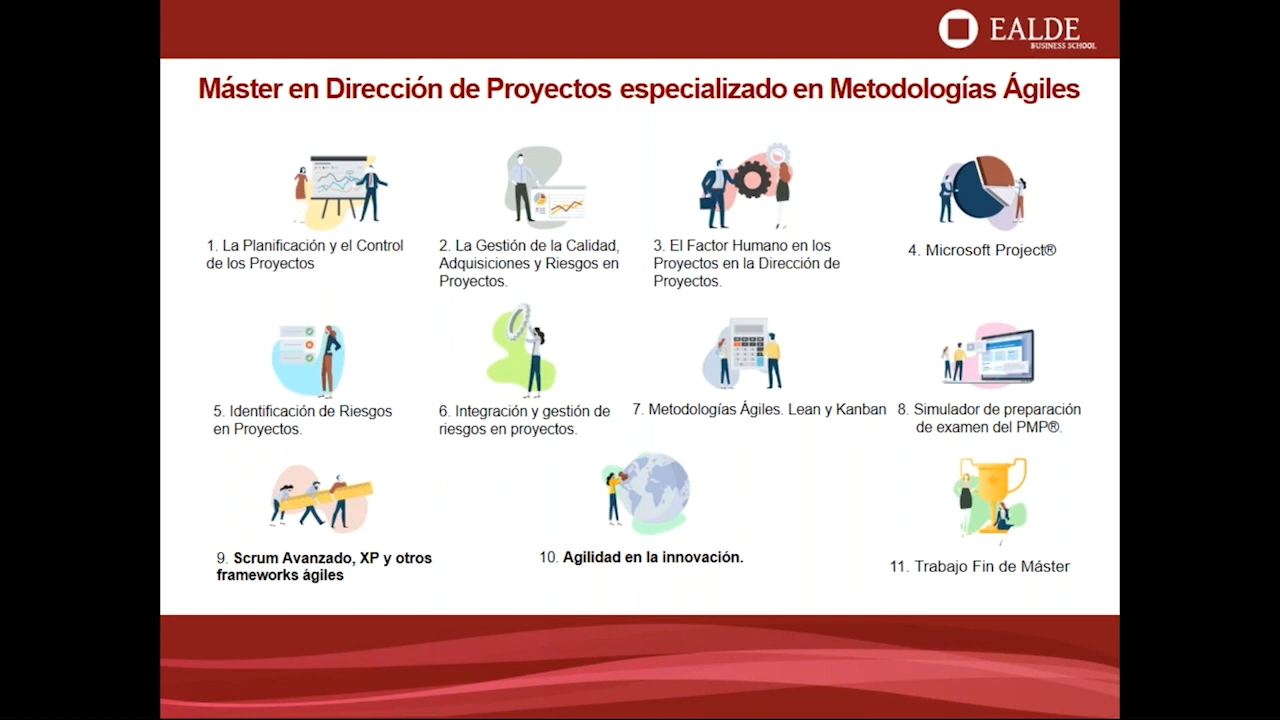 EALDE
BUSINESS SCHOOL
Máster en Dirección de Proyectos especializado en Metodologías Ágiles
1. La Planificación y el Control
de los Proyectos
2. La Gestión de la Calidad,
Adquisiciones y Riesgos en
Proyectos.
3. El Factor Humano en los
Proyectos en la Dirección de
Proyectos.
4. Microsoft Project®
5. Identificación de Riesgos
en Proyectos.
6. Integración y gestión de
riesgos en proyectos.
7. Metodologías Ágiles. Lean y Kanban
8. Simulador de preparación
de examen del PMP®.
9. Scrum Avanzado, XP y otros
frameworks ágiles
10. Agilidad en la innovación.
11. Trabajo Fin de Máster